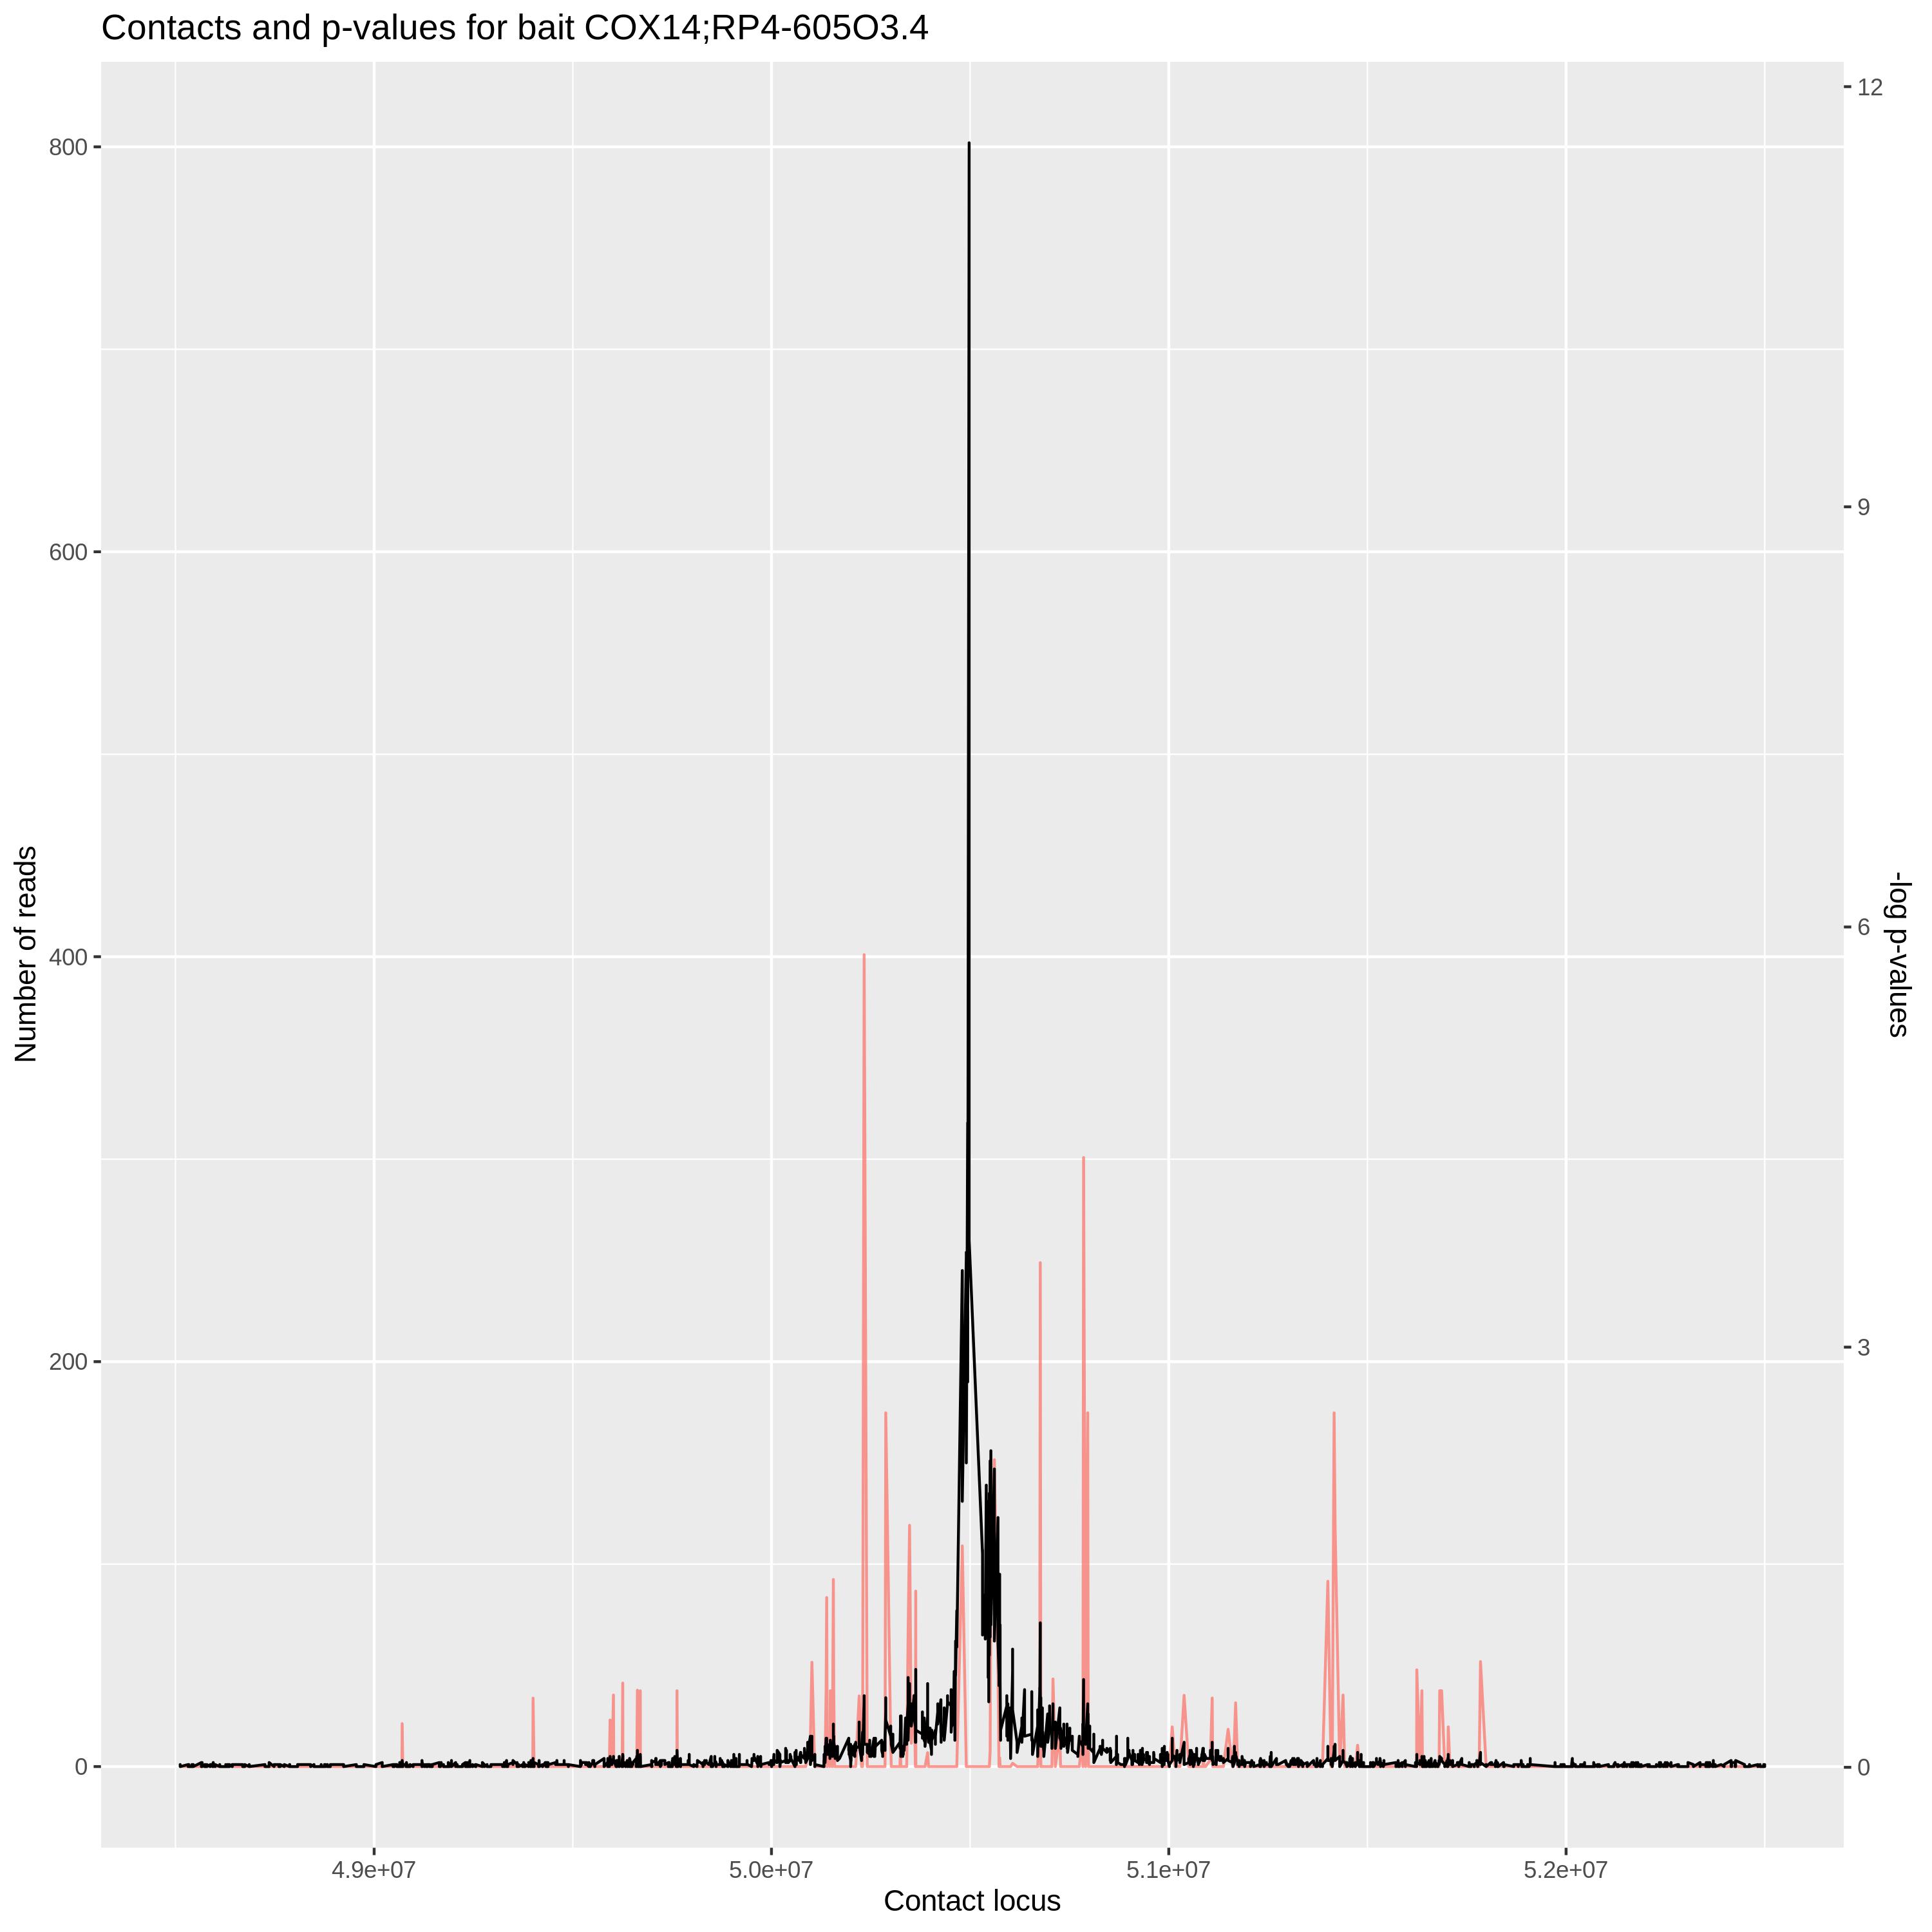 Contacts and p-values for bait COX14;RP4-605O3.4
12
800
9
600
Number of reads
-log p-values
6
400
3
200
0
0
4.9e+07
5.0e+07
5.1e+07
5.2e+07
Contact locus